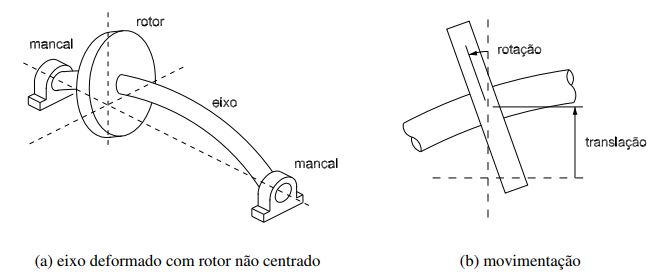 rotor
mancal
eixo
mancal
(a) eixo deformado com rotor não centrado
rotação
translação
(b) movimentação